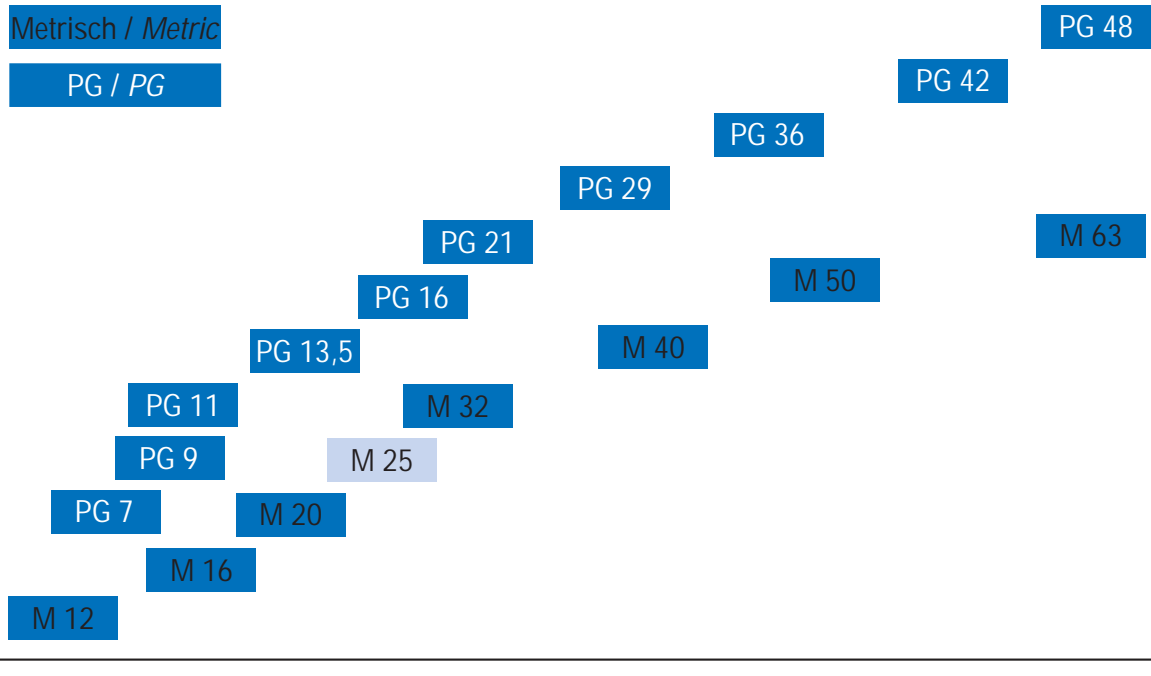 Metrisch / Metric
PG 48
PG / PG
PG 42
PG 36
PG 29
PG 21
M 63
M 50
PG 16
PG 13,5
M 40
PG 11
M 32
PG 9
M 25
PG 7
M 20
M 16
M 12